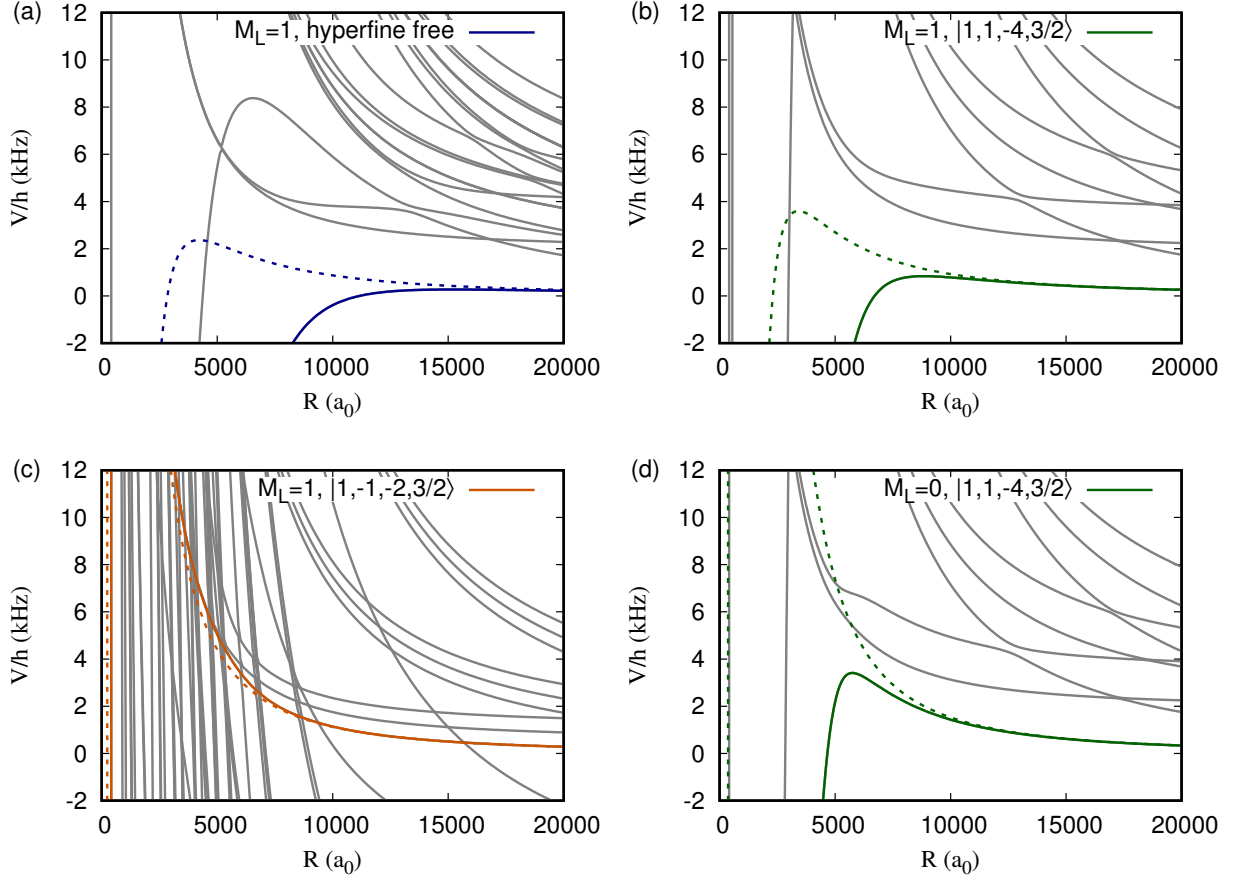 (a)
M_L=1, hyperfine free
12
10
8
6
4
2
0
-2
V/h (kHz)
0 5000 10000 15000 20000
R (a_0)
(b)
M_L=1, |1,1,-4,3/2⟩
12
10
8
6
4
2
0
-2
V/h (kHz)
0 5000 10000 15000 20000
R (a_0)
(c)
M_L=1, |1,-1,-2,3/2⟩
12
10
8
6
4
2
0
-2
V/h (kHz)
0 5000 10000 15000 20000
R (a_0)
(d)
M_L=0, |1,1,-4,3/2⟩
12
10
8
6
4
2
0
-2
V/h (kHz)
0 5000 10000 15000 20000
R (a_0)